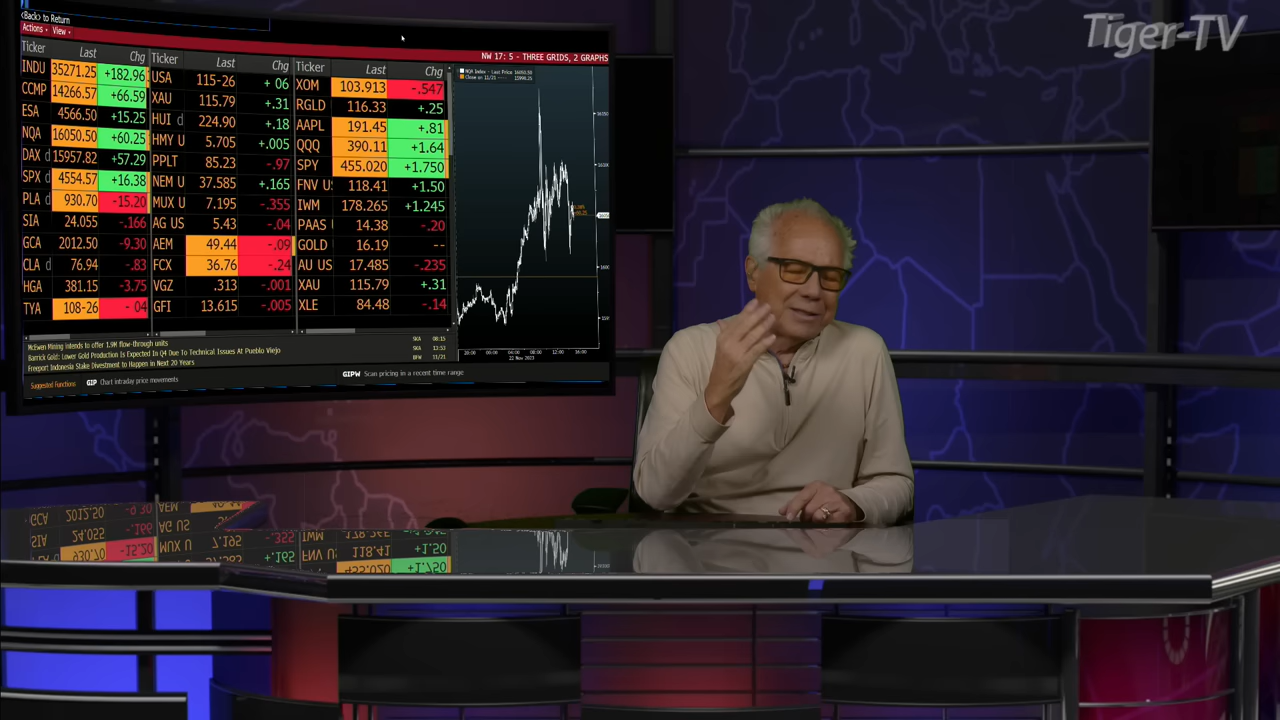 <Back> to Return
Actions View
NW 17: 5 - THREE GRIDS, 2 GRAPHS
Ticker Last Chg Ticker Last Chg Ticker Last Chg
INDU 35271.25 +182.96 USA 115-26 + 06 XOM 103.913 -.547
CCMP 14266.57 +66.59 XAU 115.79 +.31 RGLD 116.33 +.25
ESA 4566.50 +15.25 HUI d 224.90 +.18 AAPL 191.45 +.81
NQA 16050.50 +60.25 HMY U 5.705 +.005 QQQ 390.11 +1.64
DAX d 15957.82 +57.29 PPLT 85.23 -.97 SPY 455.020 +1.750
SPX d 4554.57 +16.38 NEM U 37.585 +.165 FNV U 118.41 +1.50
PLA d 930.70 -15.20 MUX U 7.195 -.355 IWM 178.265 +1.245
SIA 24.055 -.166 AG US 5.43 -.04 PAAS 14.38 -.20
GCA 2012.50 -9.30 AEM 49.44 -.09 GOLD 16.19 --
CLA d 76.94 -.83 FCX 36.76 -.24 AU US 17.485 -.235
HGA 381.15 -3.75 VGZ .313 -.001 XAU 115.79 +.31
TYA 108-26 - 04 GFI 13.615 -.005 XLE 84.48 -.14
McEwen Mining intends to offer 1.9M flow-through units
Barrick Gold: Lower Gold Production Is Expected In Q4 Due To Technical Issues At Pueblo Viejo
Freeport Indonesia Stake Divestment to Happen in Next 20 Years
Suggested Functions GIP Chart intraday price movements GIPW Scan pricing in a recent time range
22 Nov 2023
Tiger-TV